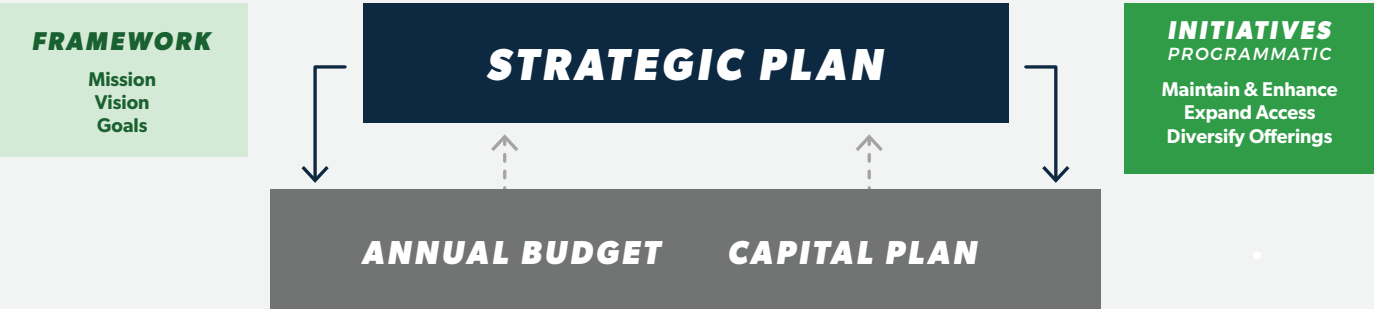 FRAMEWORK
Mission
Vision
Goals
STRATEGIC PLAN
INITIATIVES
PROGRAMMATIC
Maintain & Enhance
Expand Access
Diversify Offerings
ANNUAL BUDGET
CAPITAL PLAN